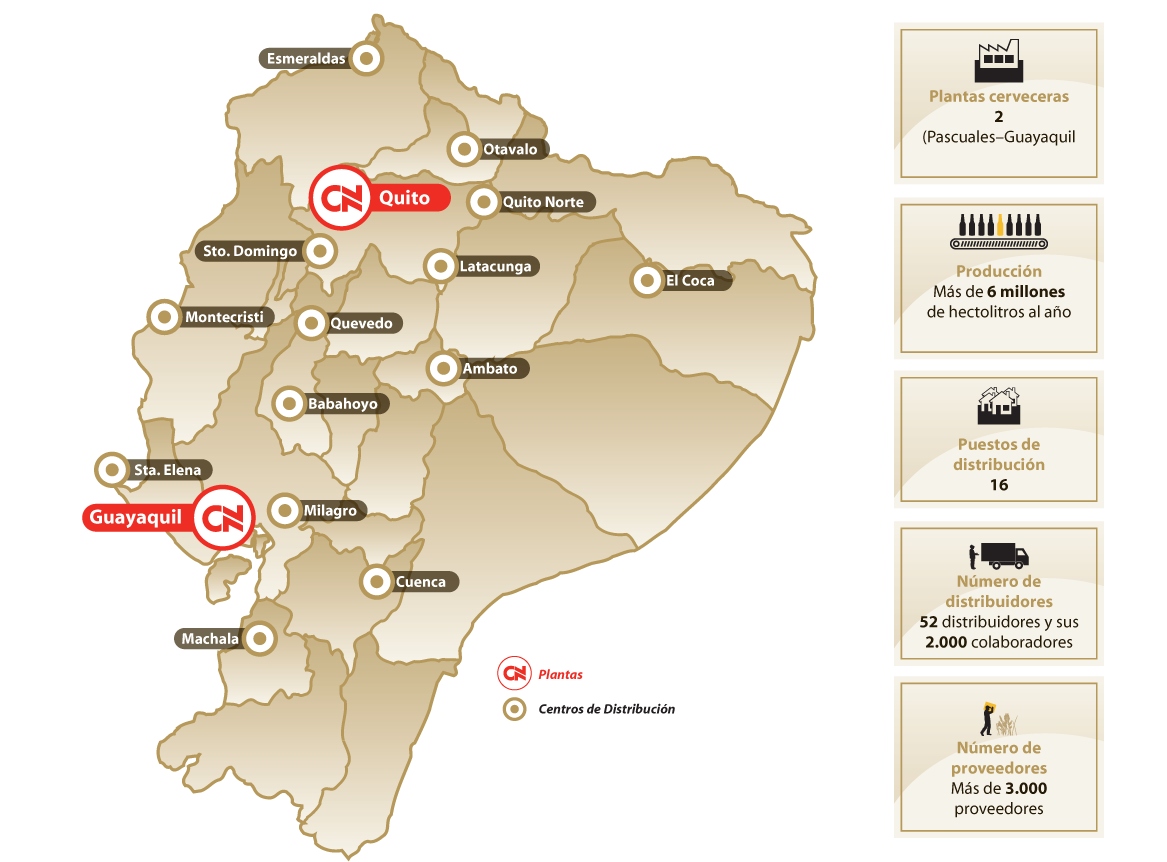 Esmeraldas
Otavalo
CN Quito
Quito Norte
Sto. Domingo
Latacunga
El Coca
Montecristi
Quevedo
Ambato
Babahoyo
Sta. Elena
Guayaquil CN
Milagro
Cuenca
Machala
CN Plantas
Centros de Distribución
Plantas cerveceras
2
(Pascuales–Guayaquil
Producción
Más de 6 millones
de hectolitros al año
Puestos de
distribución
16
Número de
distribuidores
52 distribuidores y sus
2.000 colaboradores
Número de
proveedores
Más de 3.000
proveedores